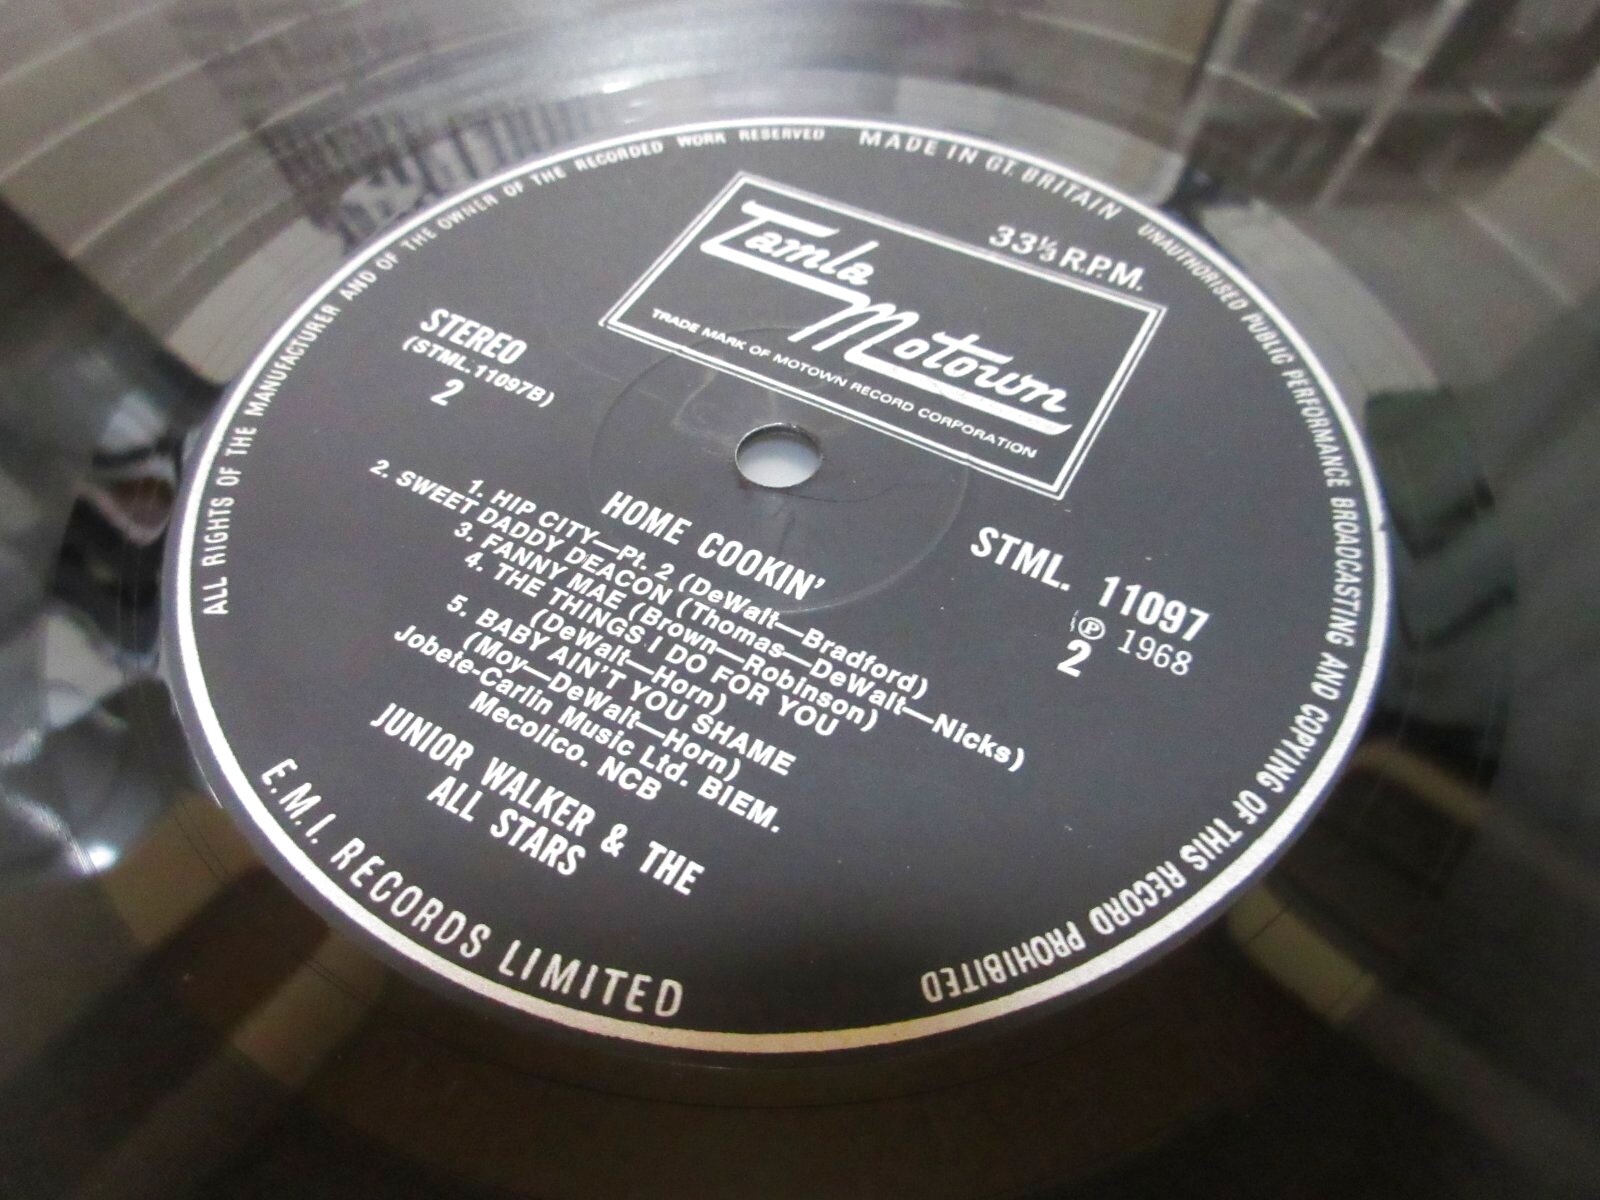 ALL RIGHTS OF THE MANUFACTURER AND OF THE OWNER OF THE RECORDED WORK RESERVED
MADE IN GT. BRITAIN
UNAUTHORISED PUBLIC PERFORMANCE BROADCASTING AND COPYING OF THIS RECORD PROHIBITED
33⅓ R.P.M.
Tamla
Motown
TRADE MARK OF MOTOWN RECORD CORPORATION
STEREO
(STML.11097B)
2
STML. 11097
℗ 1968
2
HOME COOKIN'
1. HIP CITY—Pt. 2 (DeWalt—Bradford)
2. SWEET DADDY DEACON (Thomas—DeWalt—Nicks)
3. FANNY MAE (Brown—Robinson)
4. THE THINGS I DO FOR YOU
(DeWalt—Horn)
5. BABY AIN'T YOU SHAME
(Moy—DeWalt—Horn)
Jobete-Carlin Music Ltd. BIEM.
Mecolico. NCB
JUNIOR WALKER & THE
ALL STARS
E.M.I. RECORDS LIMITED